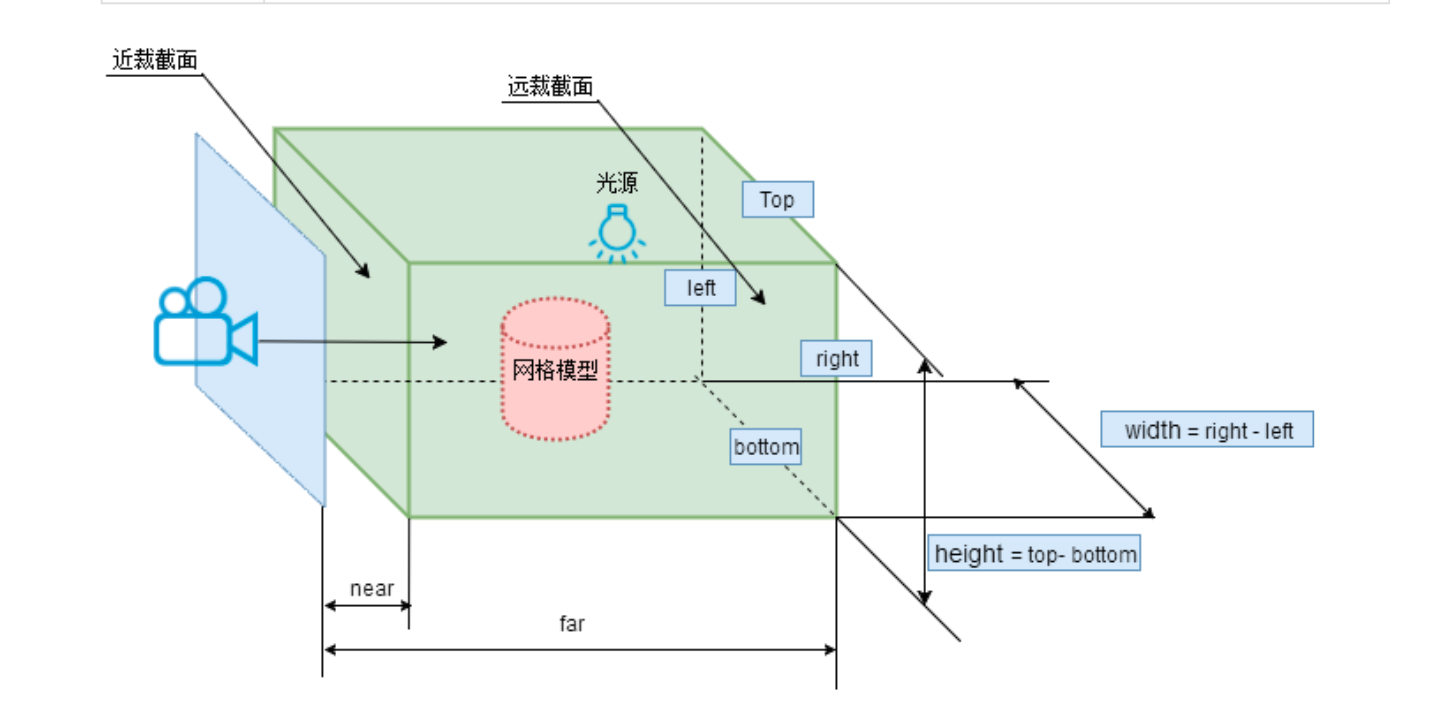 近裁截面
远裁截面
光源
Top
left
right
网格模型
bottom
width = right - left
height = top- bottom
near
far